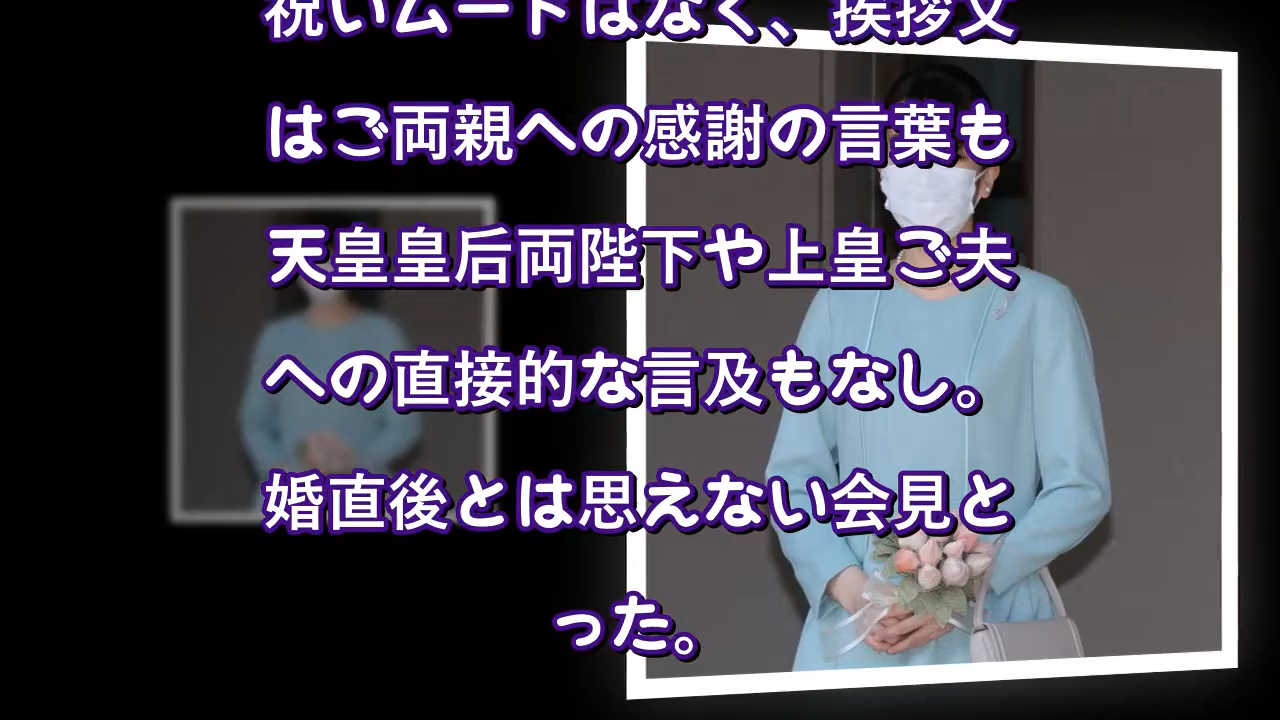 祝いムードはなく、挨拶文
はご両親への感謝の言葉も
天皇皇后両陛下や上皇ご夫
への直接的な言及もなし。
婚直後とは思えない会見と
った。